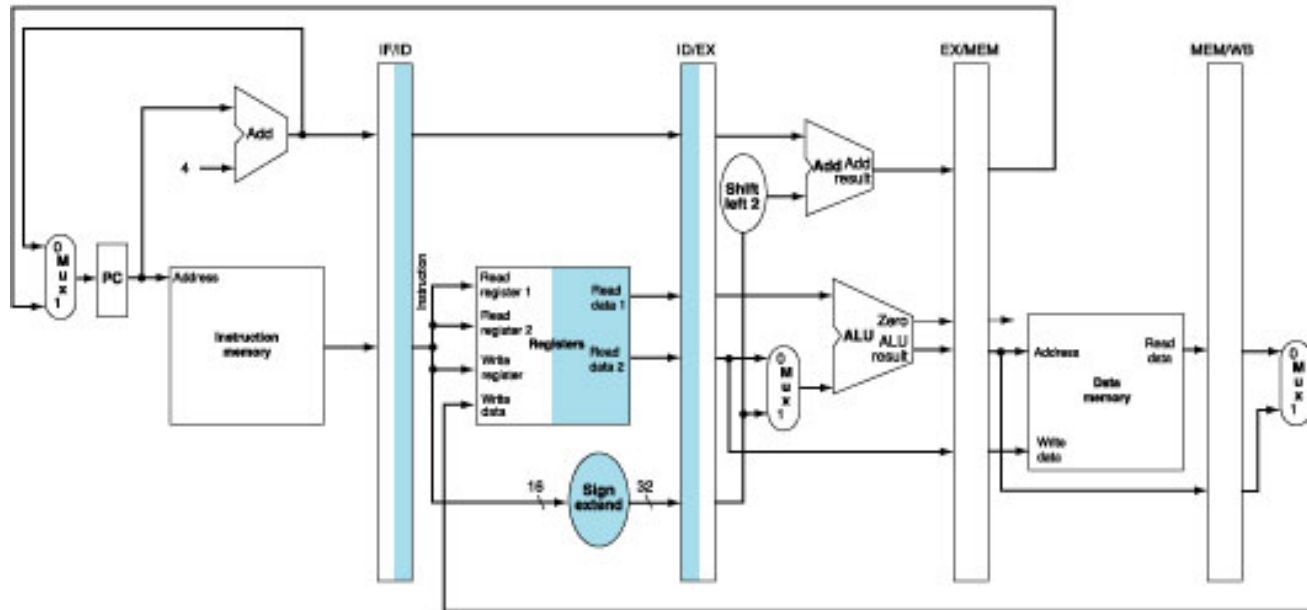 IF/ID
ID/EX
EX/MEM
MEM/WB
Add
4
Shift
left 2
Add
Add
result
0
M
u
x
1
PC
Address
Instruction
memory
Instruction
Read
register 1
Read
register 2
Write
register
Write
data
Registers
Read
data 1
Read
data 2
0
M
u
x
1
ALU
Zero
ALU
result
Address
Read
data
Data
memory
Write
data
0
M
u
x
1
16
Sign
extend
32